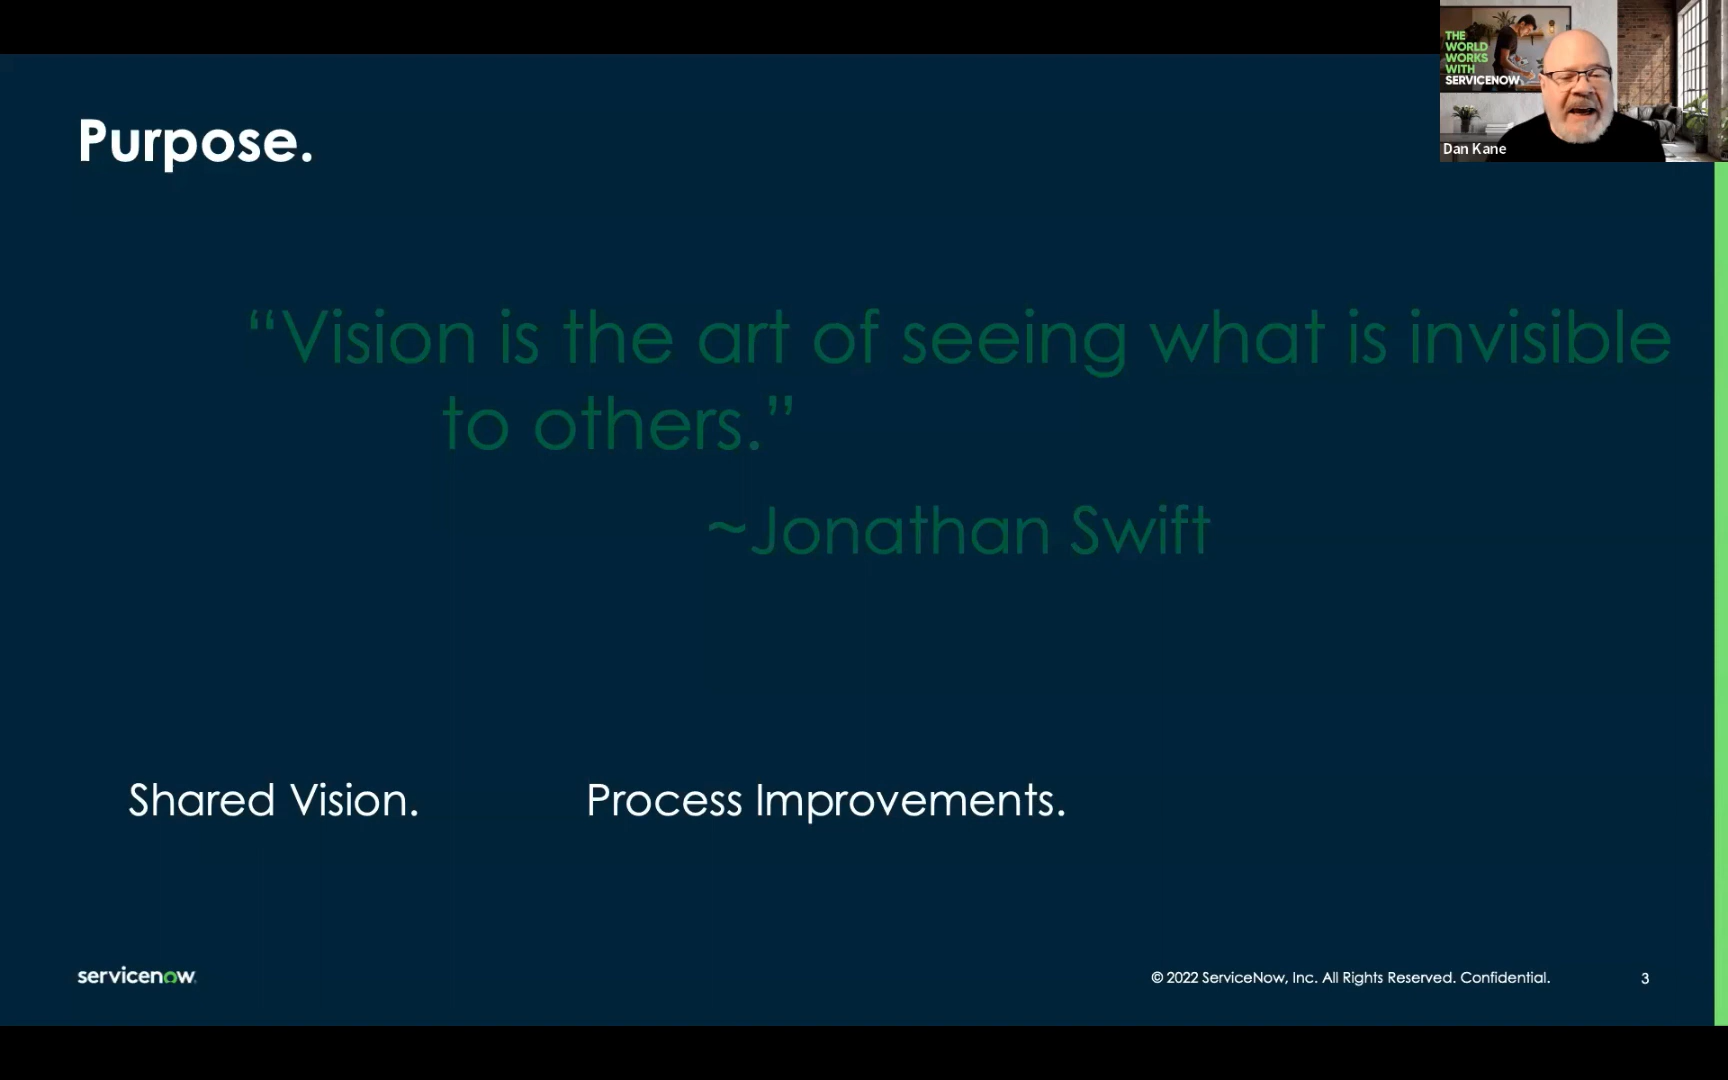 THE
WORLD
WORKS
WITH
SERVICENOW
Dan Kane
Purpose.
“Vision is the art of seeing what is invisible
to others.”
~Jonathan Swift
Shared Vision.
Process Improvements.
servicenow
© 2022 ServiceNow, Inc. All Rights Reserved. Confidential.
3